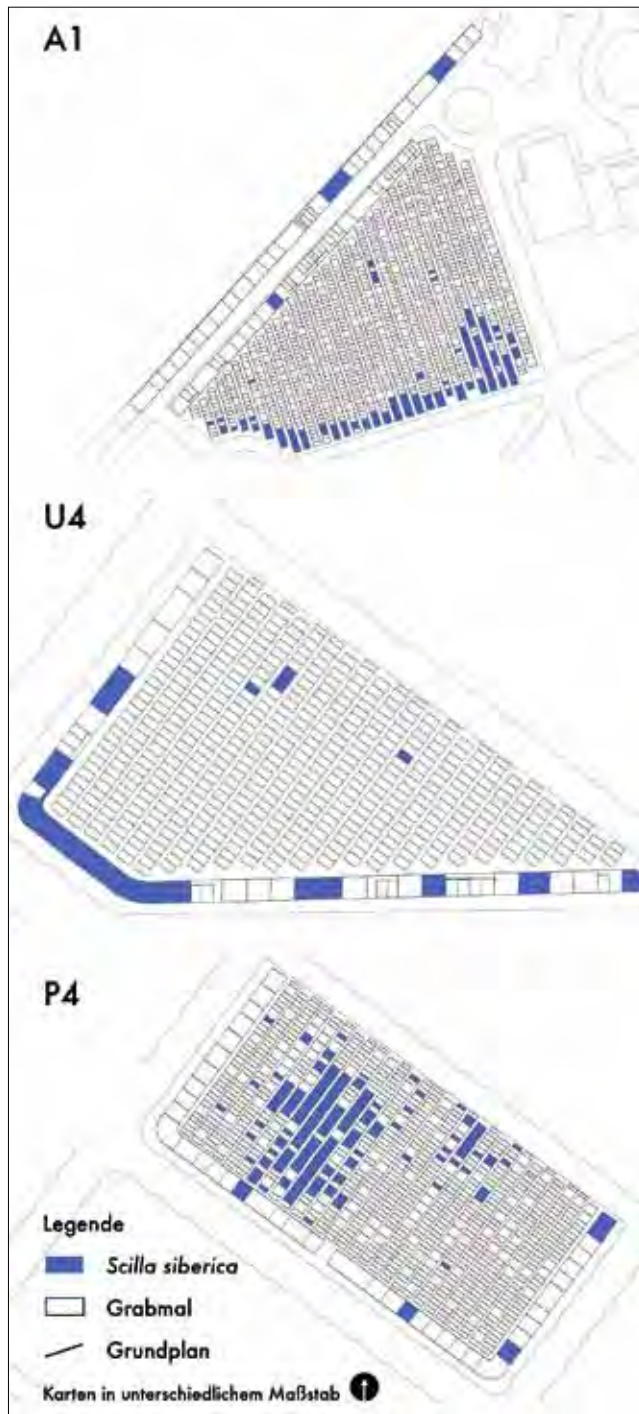 A1
U4
P4
Legende
Scilla siberica
Grabmal
Grundplan
Karten in unterschiedlichem Maßstab